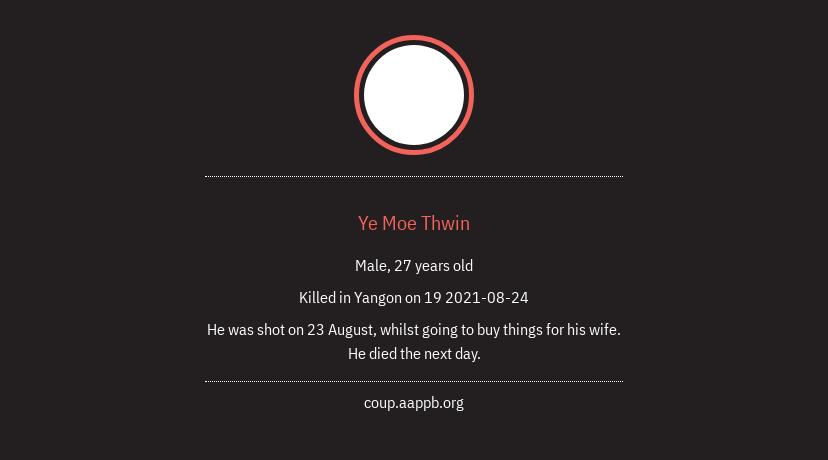 Ye Moe Thwin
Male, 27 years old
Killed in Yangon on 19 2021-08-24
He was shot on 23 August, whilst going to buy things for his wife.
He died the next day.
coup.aappb.org